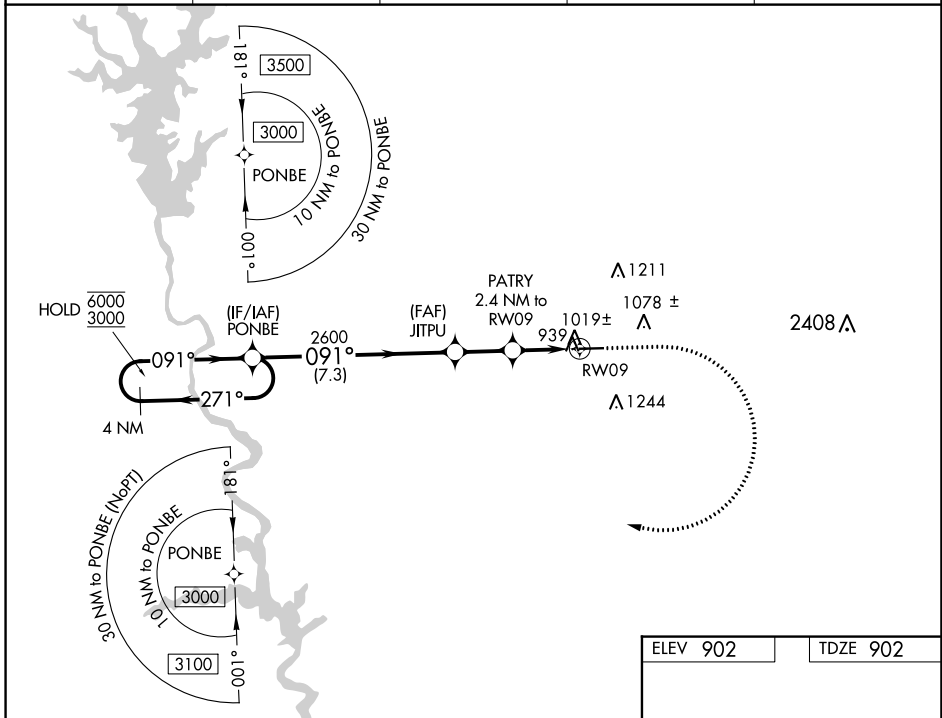 181°
3500
3000
PONBE
10 NM to PONBE
30 NM to PONBE
001°
HOLD 6000
3000
091°
271°
4 NM
(IF/IAF)
PONBE
2600
091°
(7.3)
(FAF)
JITPU
PATRY
2.4 NM to
RW09
939
1019±
RW09
1211
1078 ±
1244
2408
30 NM to PONBE (NoPT)
10 NM to PONBE
181°
PONBE
3000
3100
001°
ELEV 902
TDZE 902